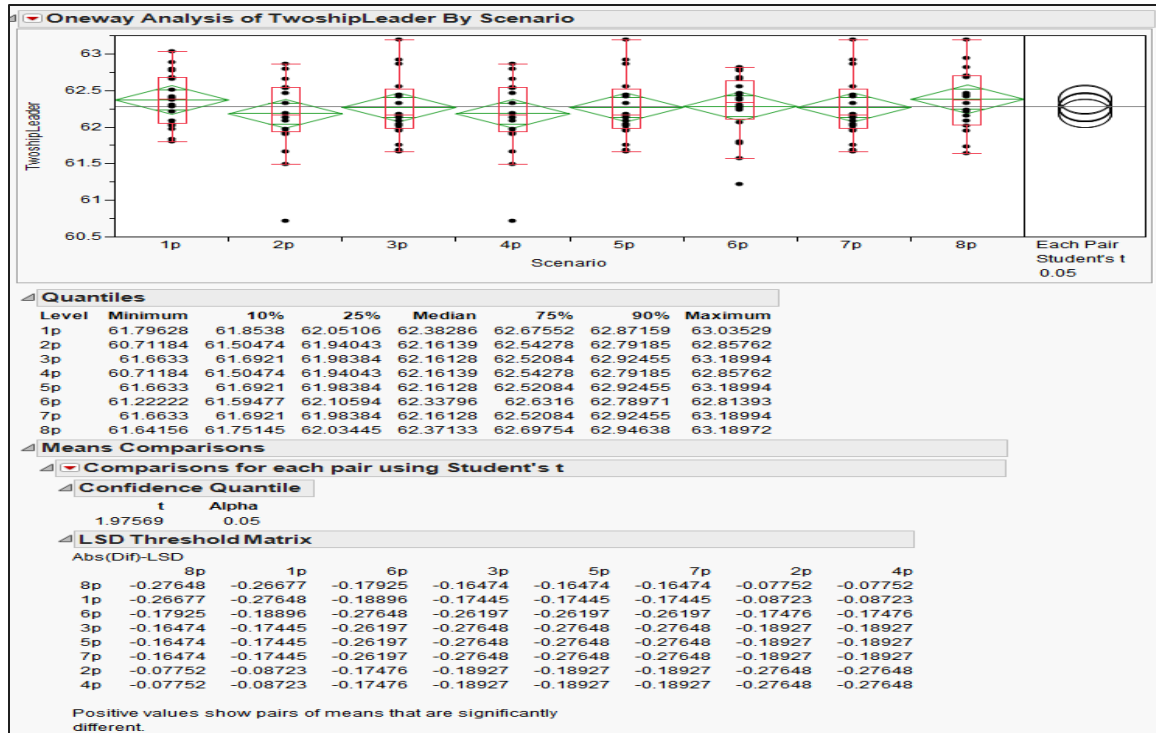 Oneway Analysis of TwoshipLeader By Scenario
63
62.5
62
61.5
61
60.5
TwoshipLeader
1p 2p 3p 4p 5p 6p 7p 8p
Scenario
Each Pair
Student's t
0.05
Quantiles
Level Minimum 10% 25% Median 75% 90% Maximum
1p 61.79628 61.8538 62.05106 62.38286 62.67552 62.87159 63.03529
2p 60.71184 61.50474 61.94043 62.16139 62.54278 62.79185 62.85762
3p 61.6633 61.6921 61.98384 62.16128 62.52084 62.92455 63.18994
4p 60.71184 61.50474 61.94043 62.16139 62.54278 62.79185 62.85762
5p 61.6633 61.6921 61.98384 62.16128 62.52084 62.92455 63.18994
6p 61.22222 61.59477 62.10594 62.33796 62.6316 62.78971 62.81393
7p 61.6633 61.6921 61.98384 62.16128 62.52084 62.92455 63.18994
8p 61.64156 61.75145 62.03445 62.37133 62.69754 62.94638 63.18972
Means Comparisons
Comparisons for each pair using Student's t
Confidence Quantile
t Alpha
1.97569 0.05
LSD Threshold Matrix
Abs(Dif)-LSD
8p 1p 6p 3p 5p 7p 2p 4p
8p -0.27648 -0.26677 -0.17925 -0.16474 -0.16474 -0.16474 -0.07752 -0.07752
1p -0.26677 -0.27648 -0.18896 -0.17445 -0.17445 -0.17445 -0.08723 -0.08723
6p -0.17925 -0.18896 -0.27648 -0.26197 -0.26197 -0.26197 -0.17476 -0.17476
3p -0.16474 -0.17445 -0.26197 -0.27648 -0.27648 -0.27648 -0.18927 -0.18927
5p -0.16474 -0.17445 -0.26197 -0.27648 -0.27648 -0.27648 -0.18927 -0.18927
7p -0.16474 -0.17445 -0.26197 -0.27648 -0.27648 -0.27648 -0.18927 -0.18927
2p -0.07752 -0.08723 -0.17476 -0.18927 -0.18927 -0.18927 -0.27648 -0.27648
4p -0.07752 -0.08723 -0.17476 -0.18927 -0.18927 -0.18927 -0.27648 -0.27648
Positive values show pairs of means that are significantly
different.